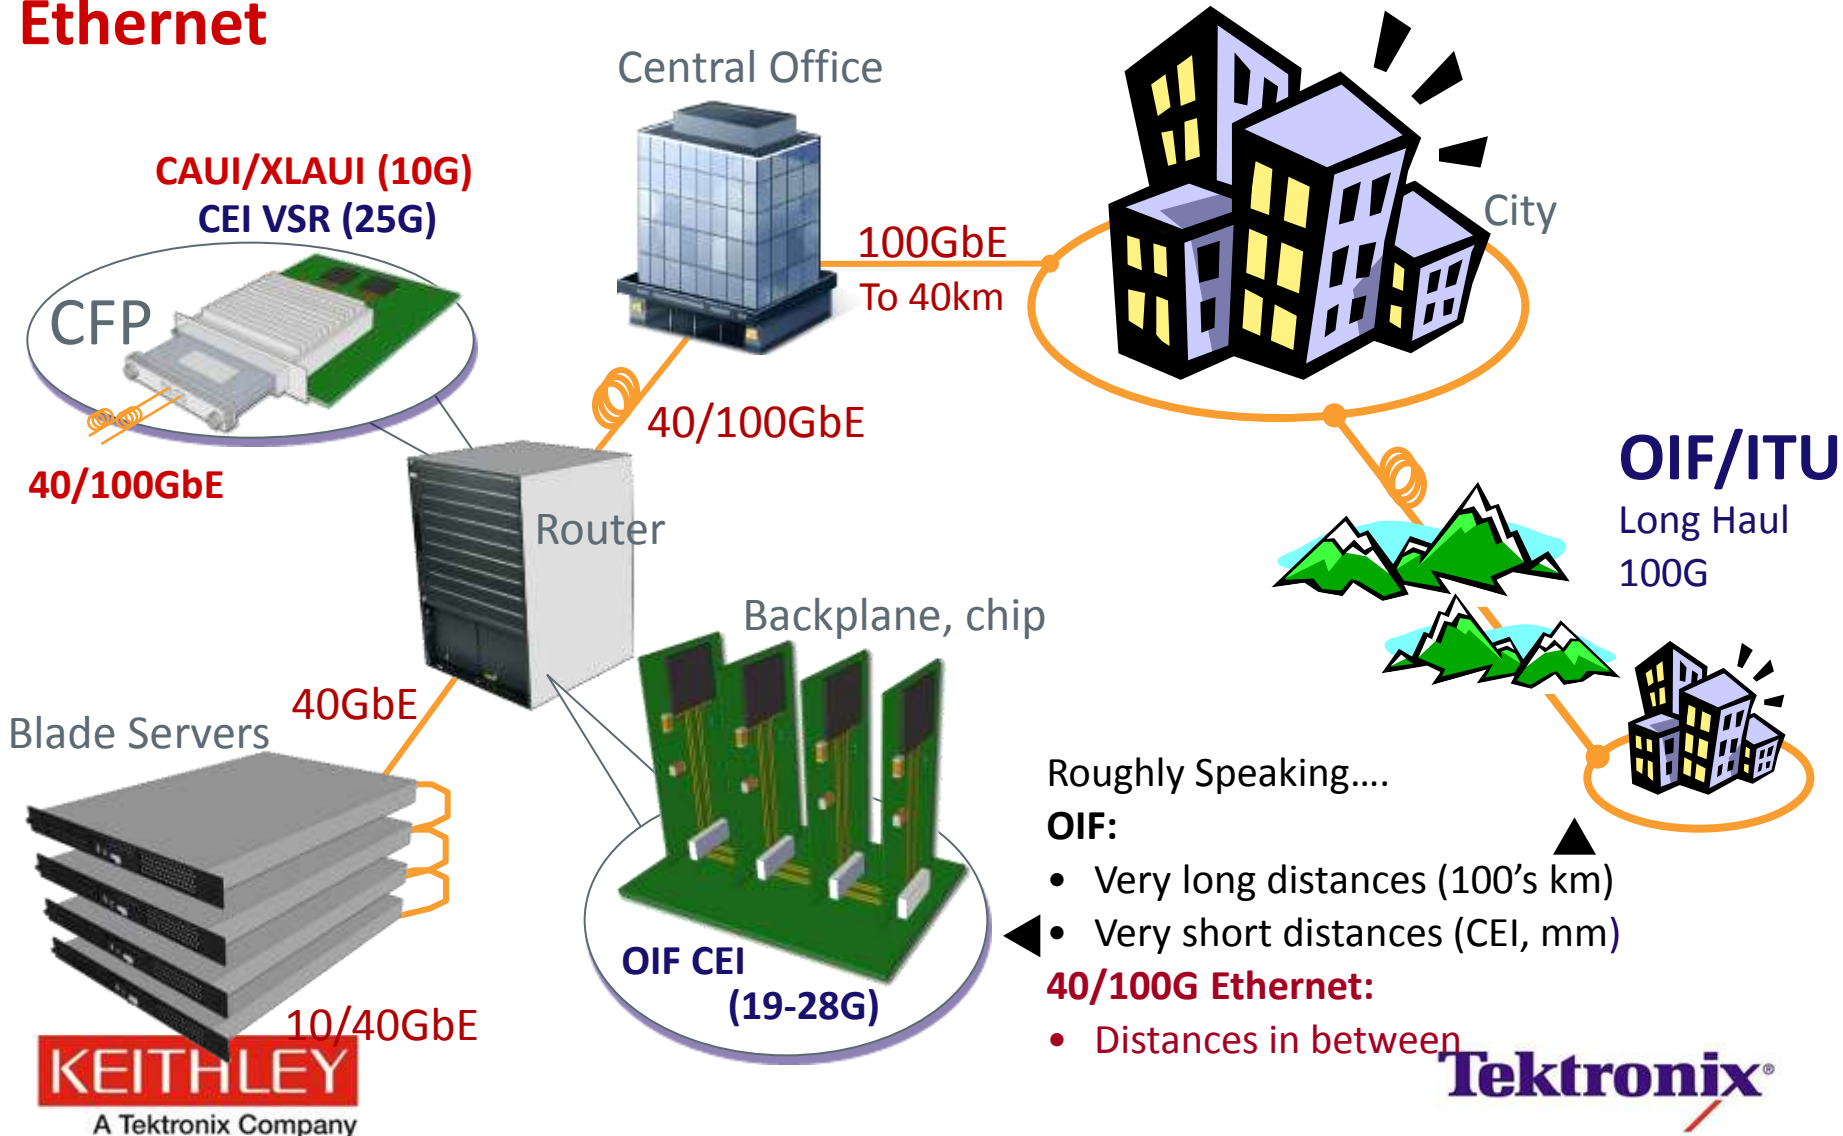 Ethernet
Central Office
CAUI/XLAUI (10G)
CEI VSR (25G)
City
100GbE
To 40km
CFP
40/100GbE
40/100GbE
OIF/ITU
Long Haul
100G
Router
Backplane, chip
40GbE
Blade Servers
Roughly Speaking....
OIF:
• Very long distances (100's km)
• Very short distances (CEI, mm)
OIF CEI
(19-28G)
40/100G Ethernet:
• Distances in between
10/40GbE
KEITHLEY
A Tektronix Company
Tektronix®